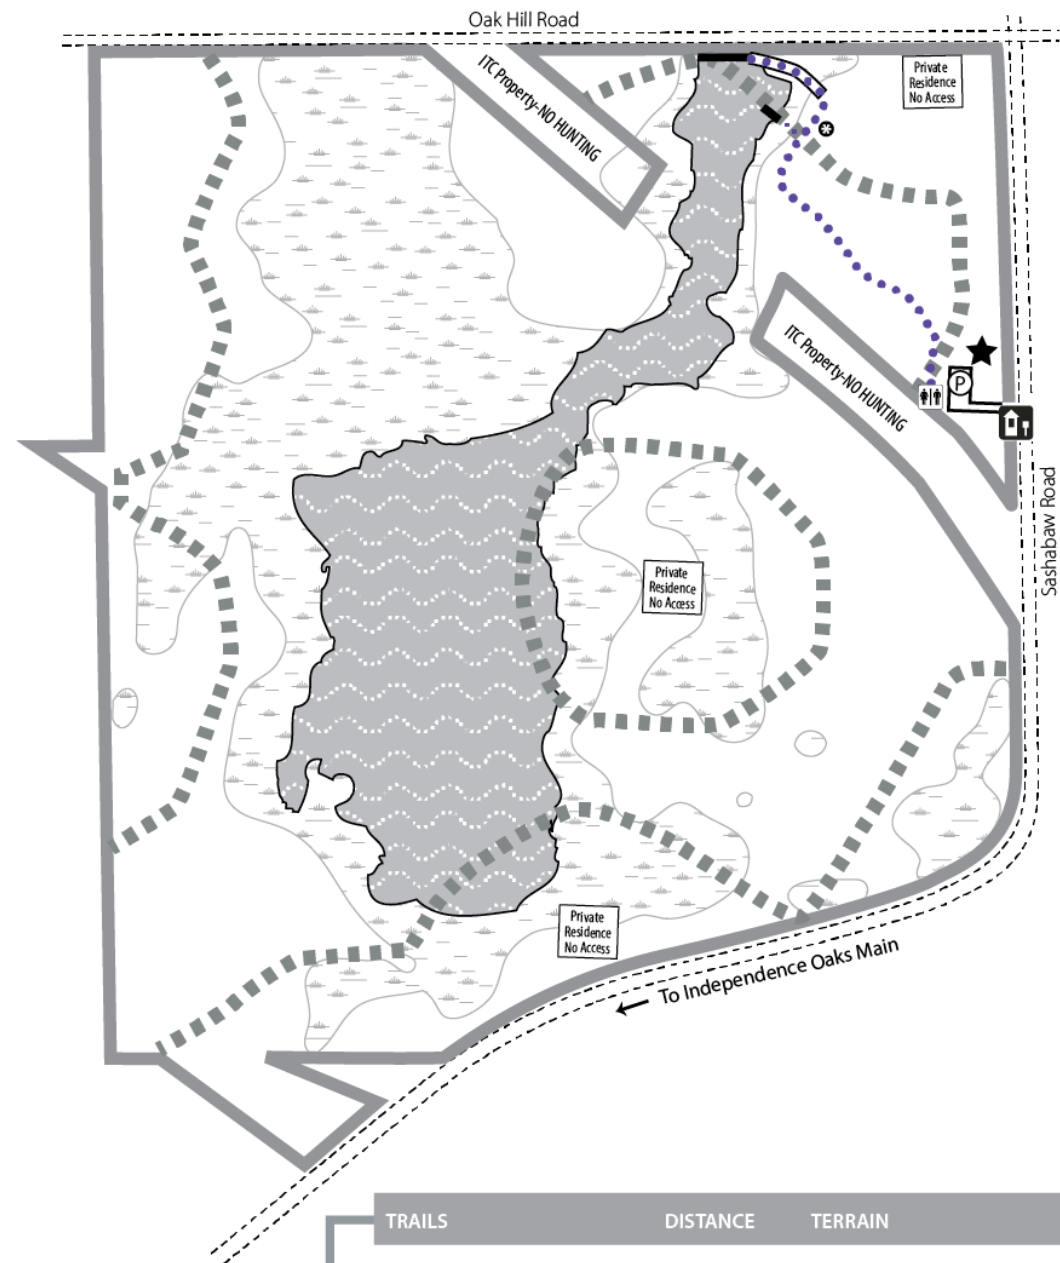 Oak Hill Road
ITC Property-NO HUNTING
Private
Residence
No Access
ITC Property-NO HUNTING
P
Sashabaw Road
Private
Residence
No Access
Private
Residence
No Access
To Independence Oaks Main
TRAILS DISTANCE TERRAIN